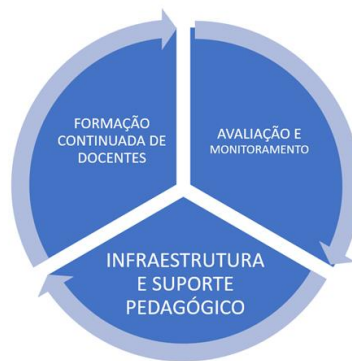 FORMAÇÃO
CONTINUADA DE
DOCENTES
AVALIAÇÃO E
MONITORAMENTO
INFRAESTRUTURA
E SUPORTE
PEDAGÓGICO